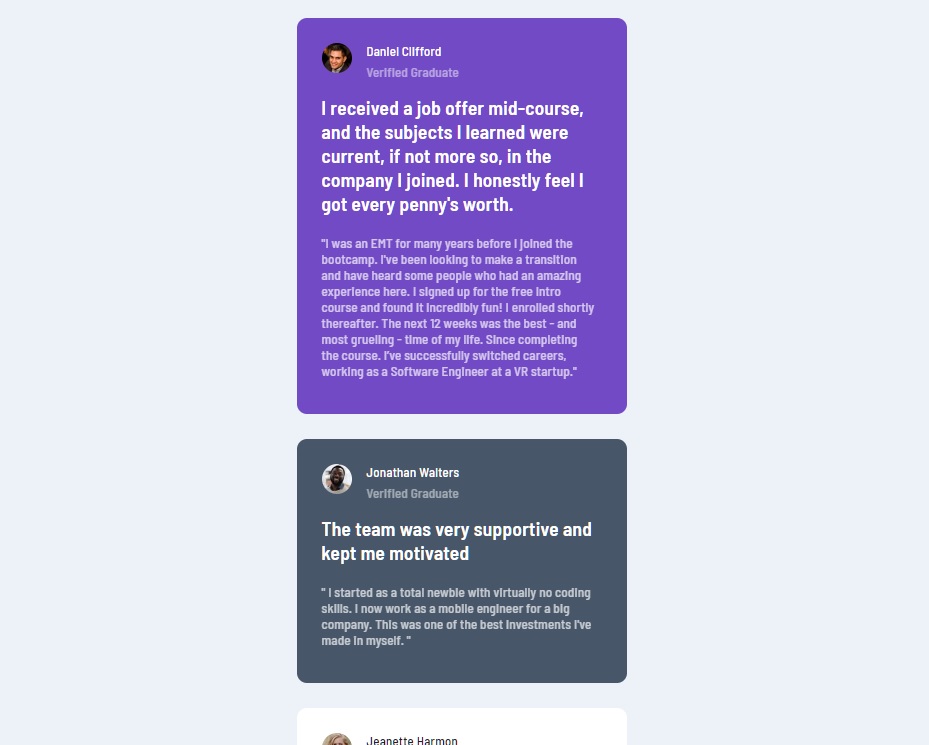 Daniel Clifford
Verified Graduate
I received a job offer mid-course,
and the subjects I learned were
current, if not more so, in the
company I joined. I honestly feel I
got every penny's worth.
"I was an EMT for many years before I joined the
bootcamp. I've been looking to make a transition
and have heard some people who had an amazing
experience here. I signed up for the free intro
course and found it incredibly fun! I enrolled shortly
thereafter. The next 12 weeks was the best - and
most grueling - time of my life. Since completing
the course. I've successfully switched careers,
working as a Software Engineer at a VR startup."
Jonathan Walters
Verified Graduate
The team was very supportive and
kept me motivated
" I started as a total newbie with virtually no coding
skills. I now work as a mobile engineer for a big
company. This was one of the best investments I've
made in myself. "
Jeanette Harmon